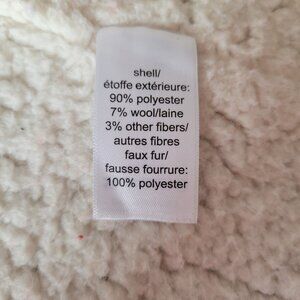 shell/
étoffe extérieure:
90% polyester
7% wool/laine
3% other fibers/
autres fibres
faux fur/
fausse fourrure:
100% polyester